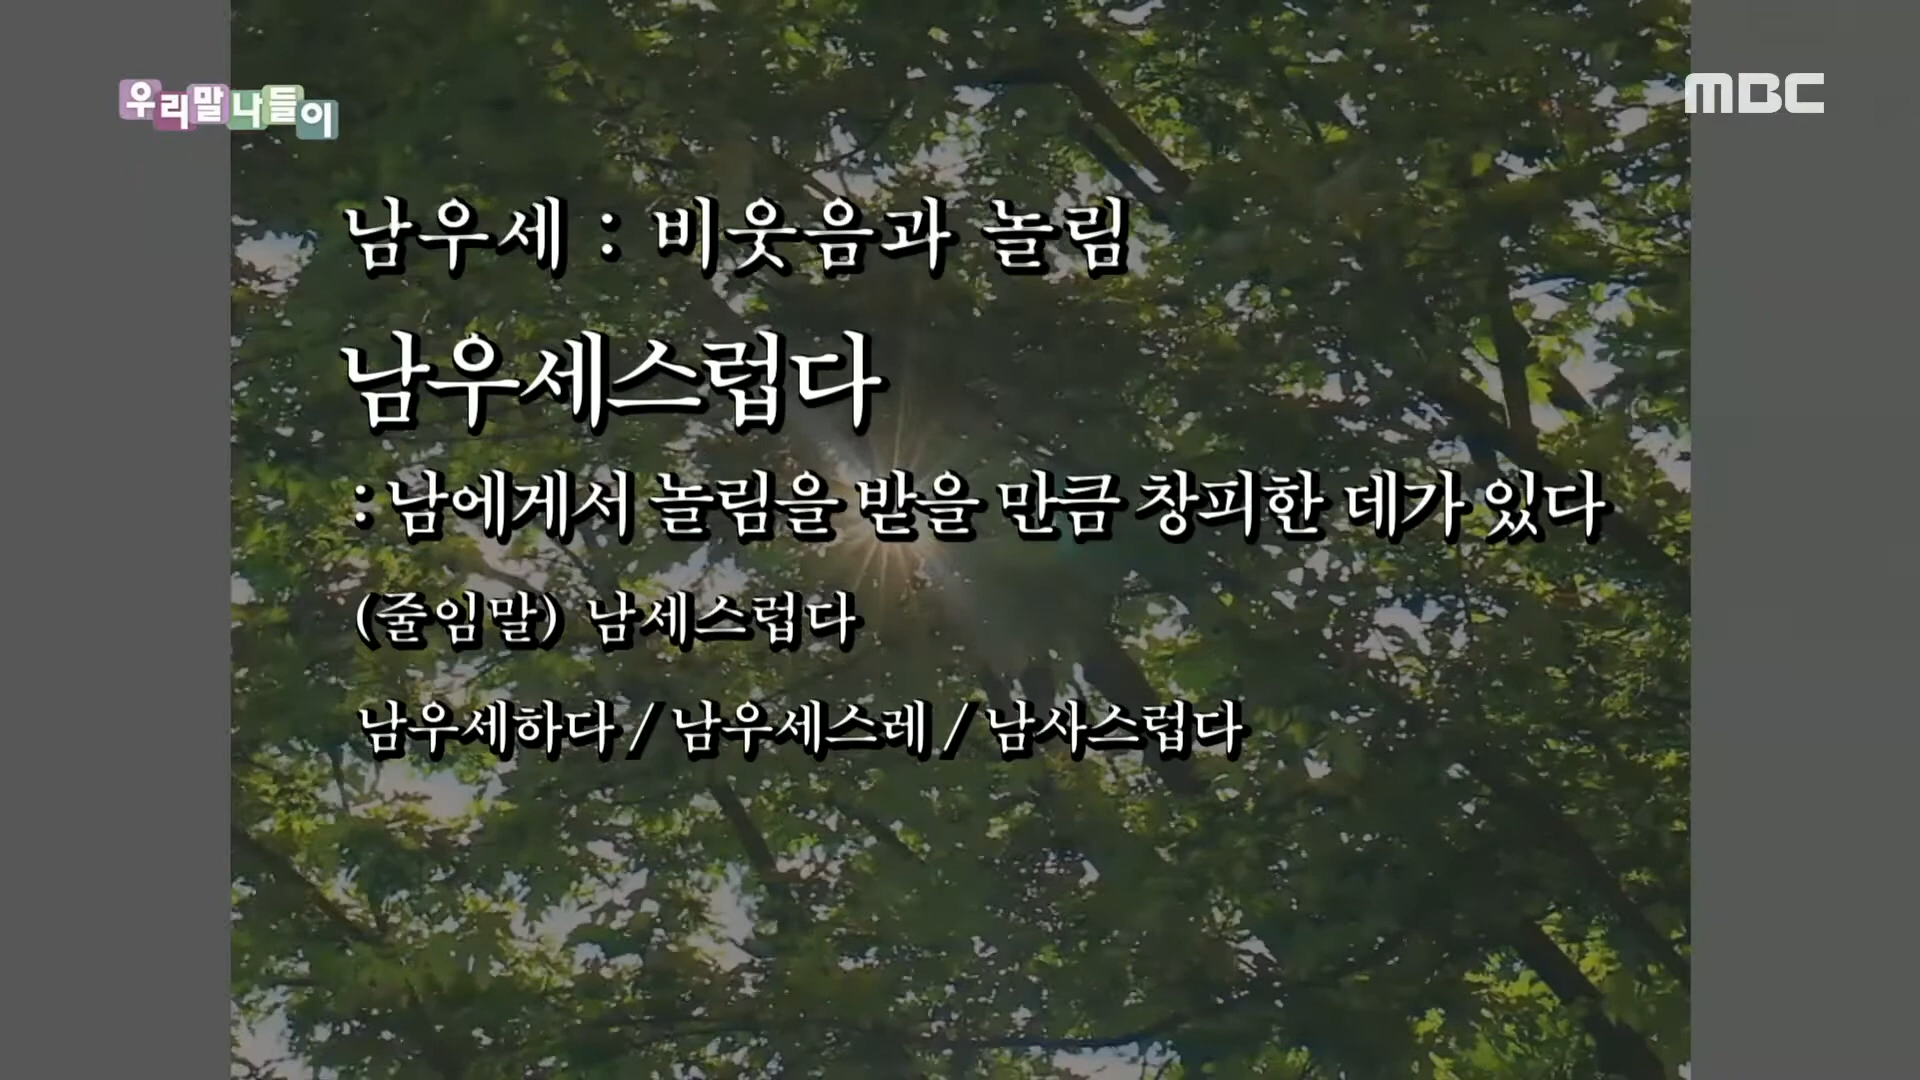 우리말 나들이
MBC
남우세 : 비웃음과 놀림
남우세스럽다
: 남에게서 놀림을 받을 만큼 창피한 데가 있다
(줄임말) 남세스럽다
남우세하다 / 남우세스레 / 남사스럽다